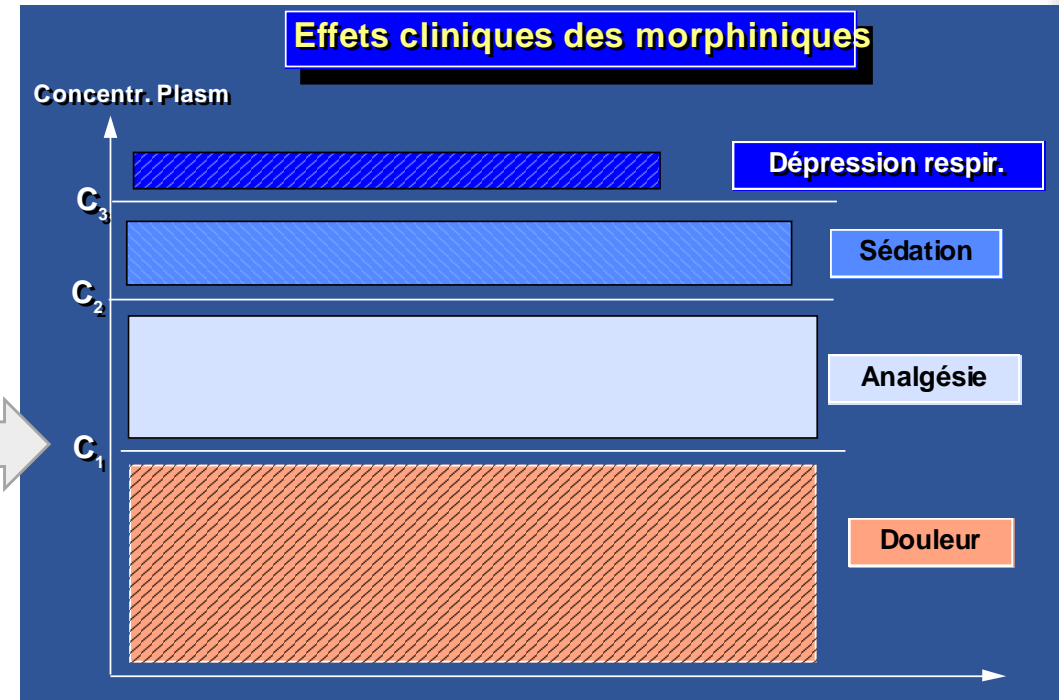 Effets cliniques des morphiniques
Concentr. Plasm
Dépression respir.
C3
Sédation
C2
Analgésie
C1
Douleur